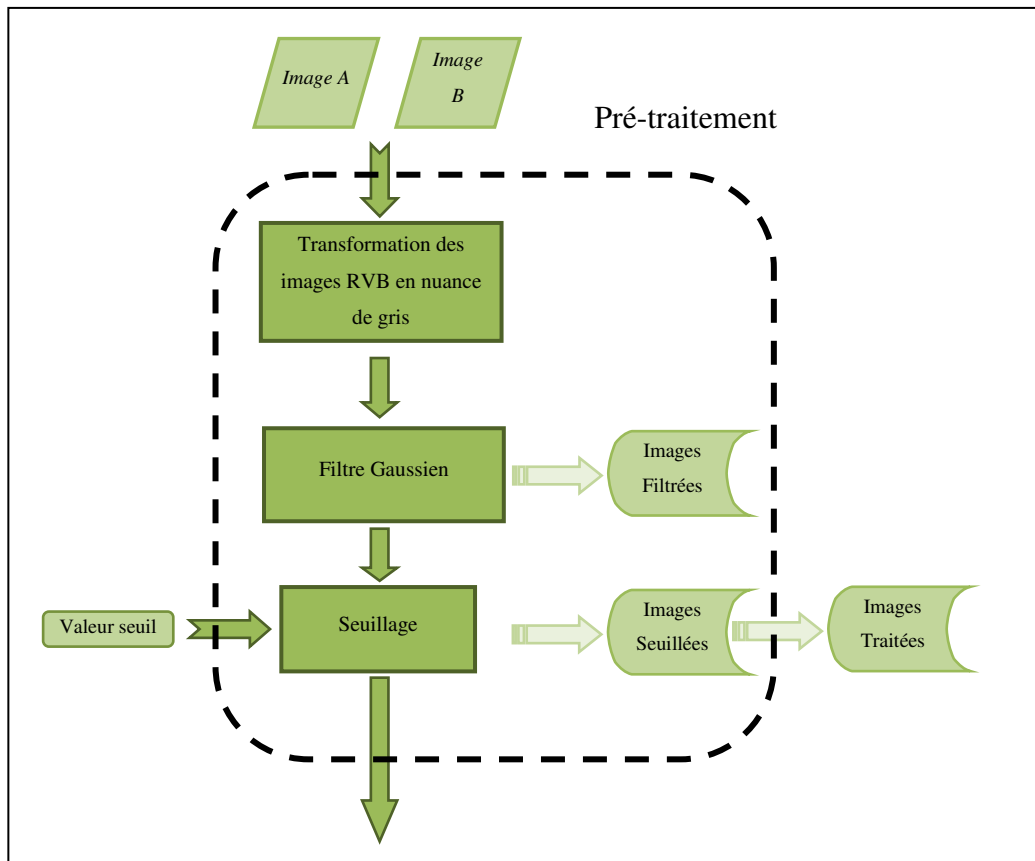 Image A
Image
B
Pré-traitement
Transformation des
images RVB en nuance
de gris
Filtre Gaussien
Images
Filtrées
Valeur seuil
Seuillage
Images
Seuillées
Images
Traitées